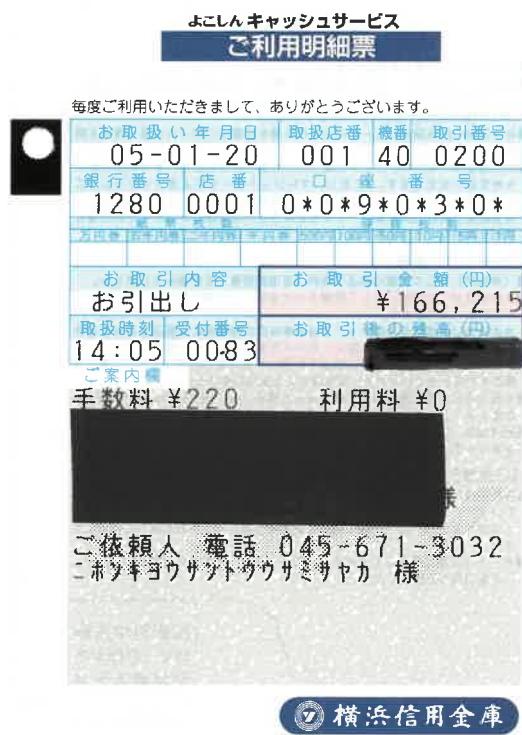 よこしんキャッシュサービス
ご利用明細票
毎度ご利用いただきまして、ありがとうございます。
お取扱い年月日 取扱店番 機番 取引番号
05-01-20 001 40 0200
銀行番号 店番 口座番号
1280 0001 0*0*9*0*3*0*
お取引内容 お取引金額(円)
お引出し ¥166,215
取扱時刻 受付番号 お取引後の残高(円)
14:05 0083
ご案内欄
手数料 ¥220 利用料 ¥0
様
ご依頼人 電話 045-671-3032
ニホンキヨウサントウウサミサヤカ 様
横浜信用金庫